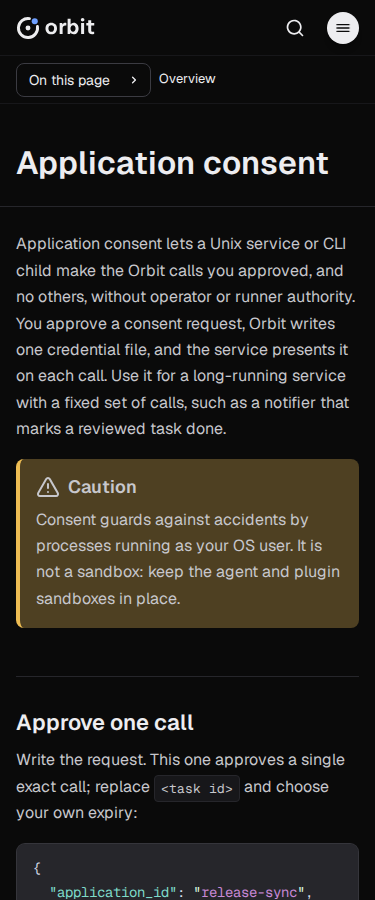 orbit
On this page
Overview
Application consent
Application consent lets a Unix service or CLI
child make the Orbit calls you approved, and
no others, without operator or runner authority.
You approve a consent request, Orbit writes
one credential file, and the service presents it
on each call. Use it for a long-running service
with a fixed set of calls, such as a notifier that
marks a reviewed task done.
Caution
Consent guards against accidents by
processes running as your OS user. It is
not a sandbox: keep the agent and plugin
sandboxes in place.
Approve one call
Write the request. This one approves a single
exact call; replace <task id> and choose
your own expiry:
{
"application_id": "release-sync",